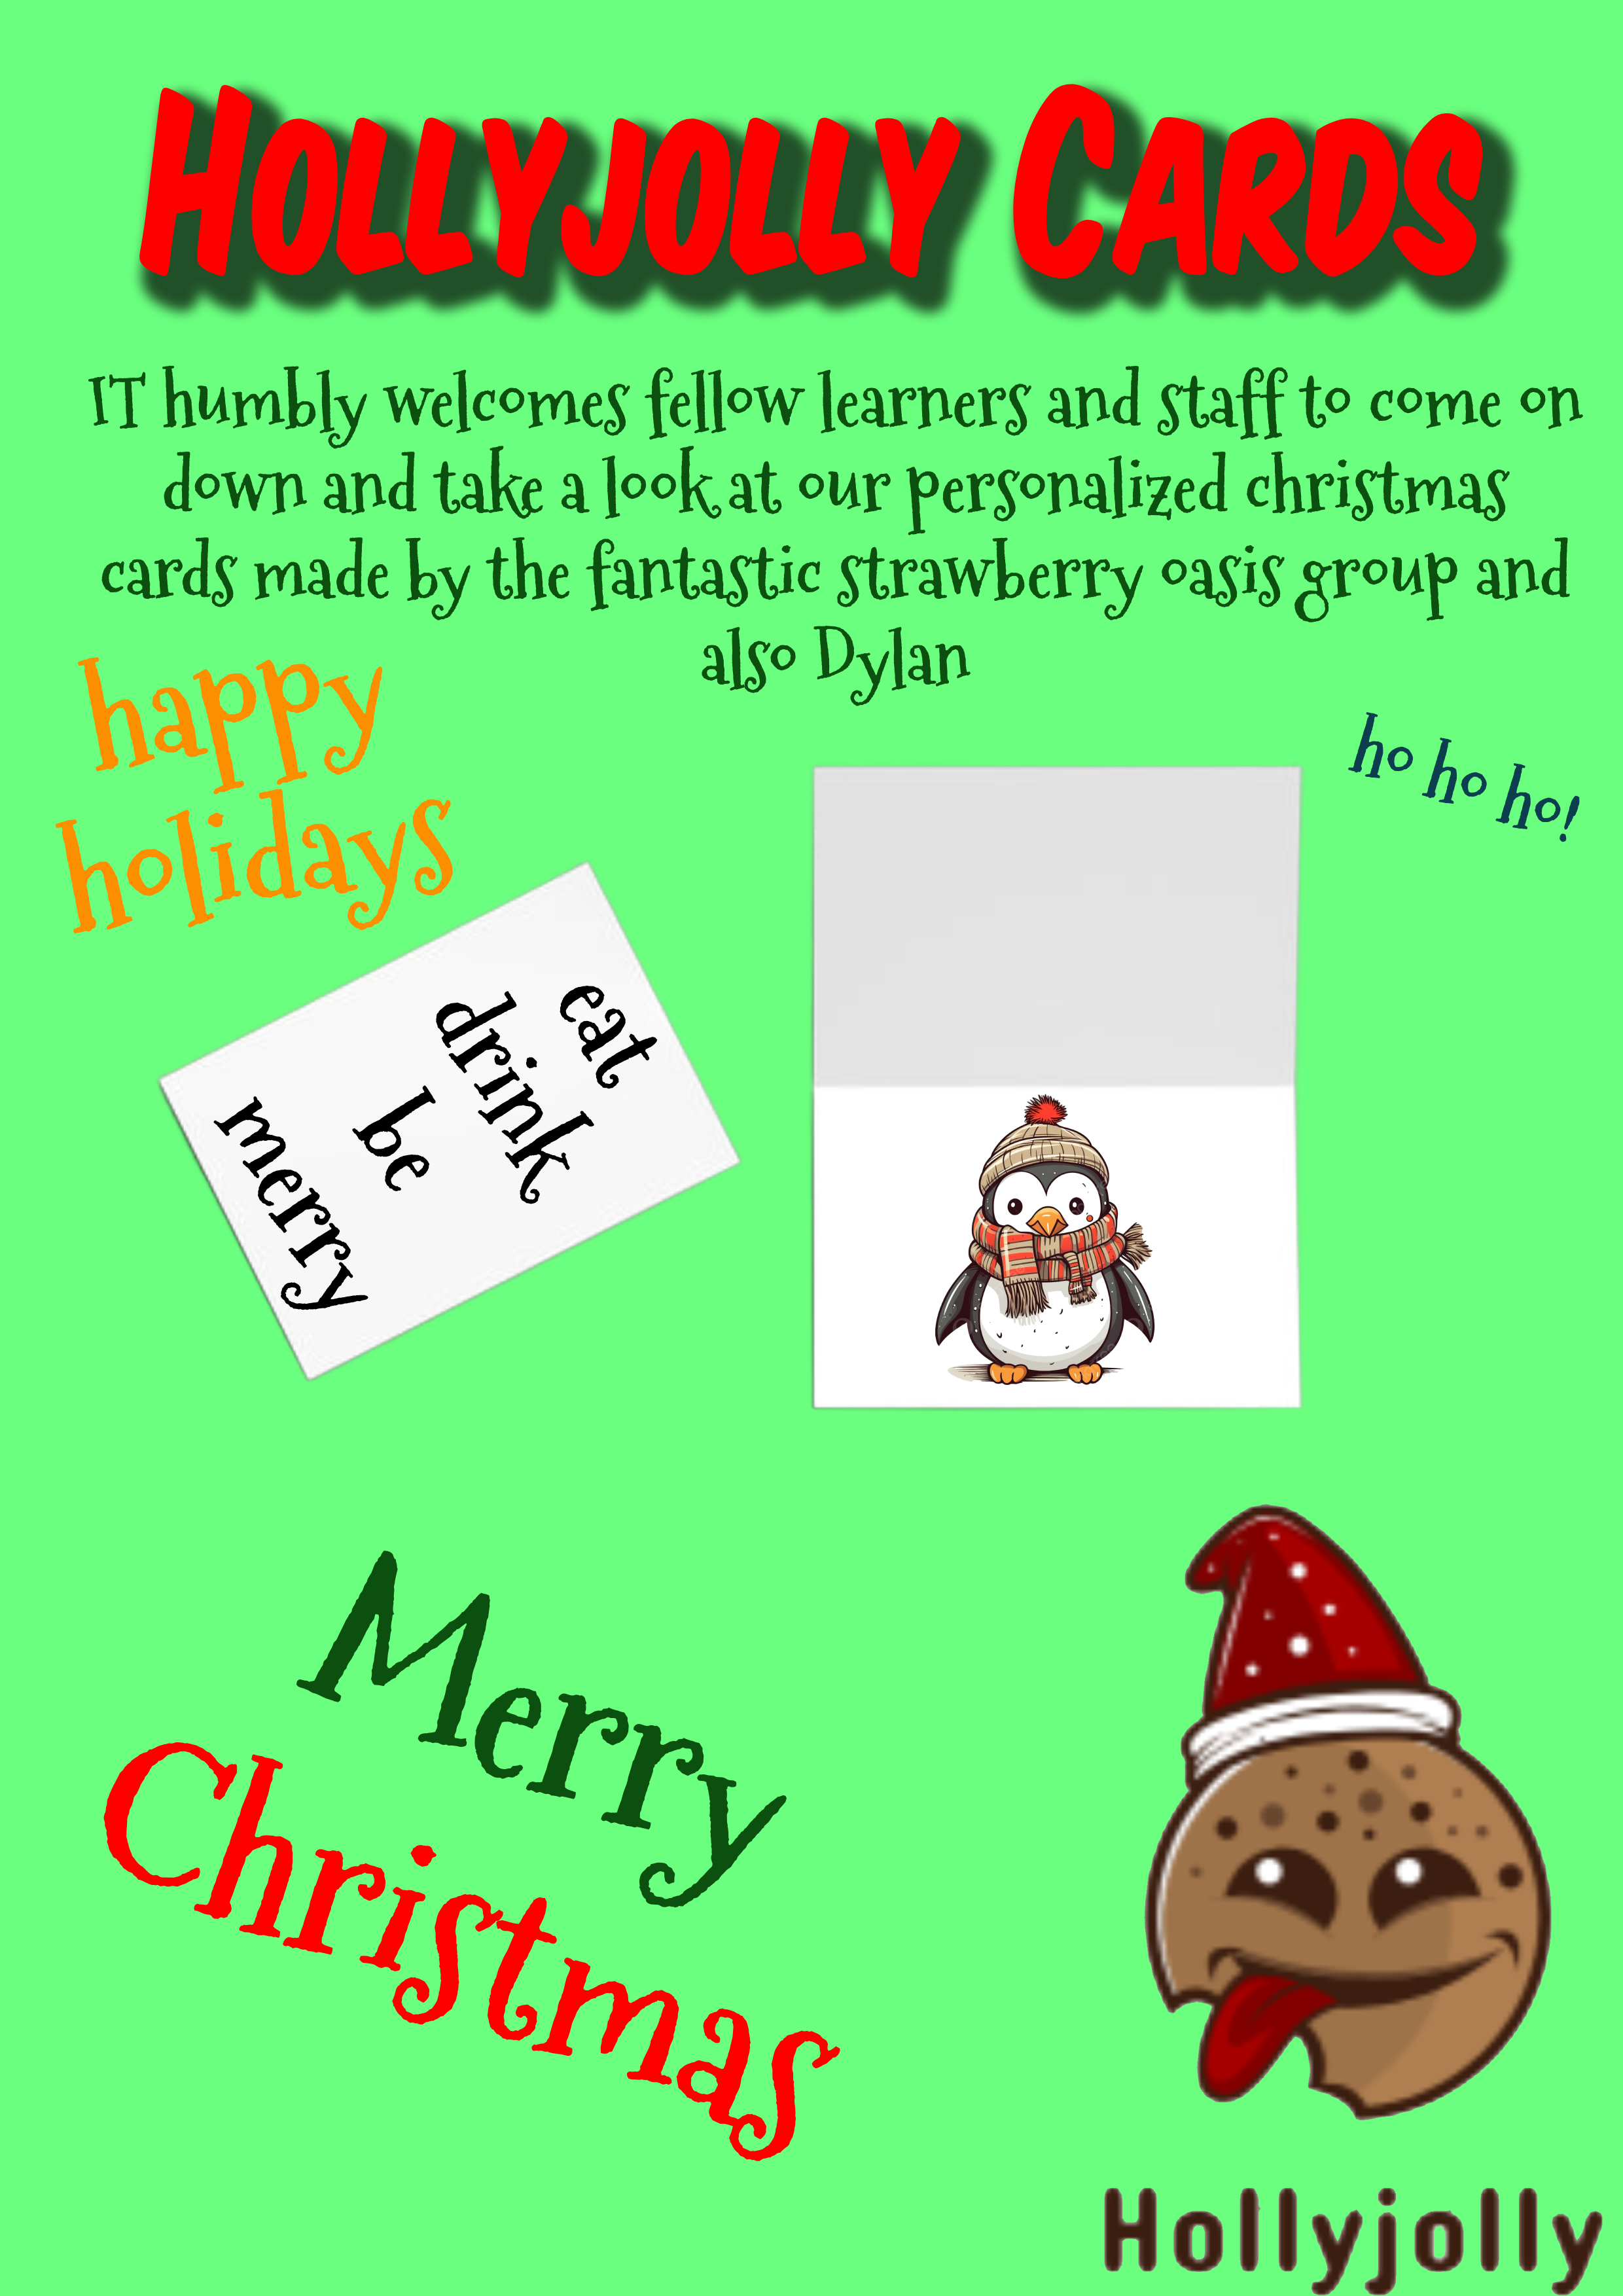 Hollyjolly Cards
IT humbly welcomes fellow learners and staff to come on
down and take a look at our personalized christmas
cards made by the fantastic strawberry oasis group and
also Dylan
happy
holidays
ho ho ho!
eat
drink
be
merry
Merry
Christmas
Hollyjolly